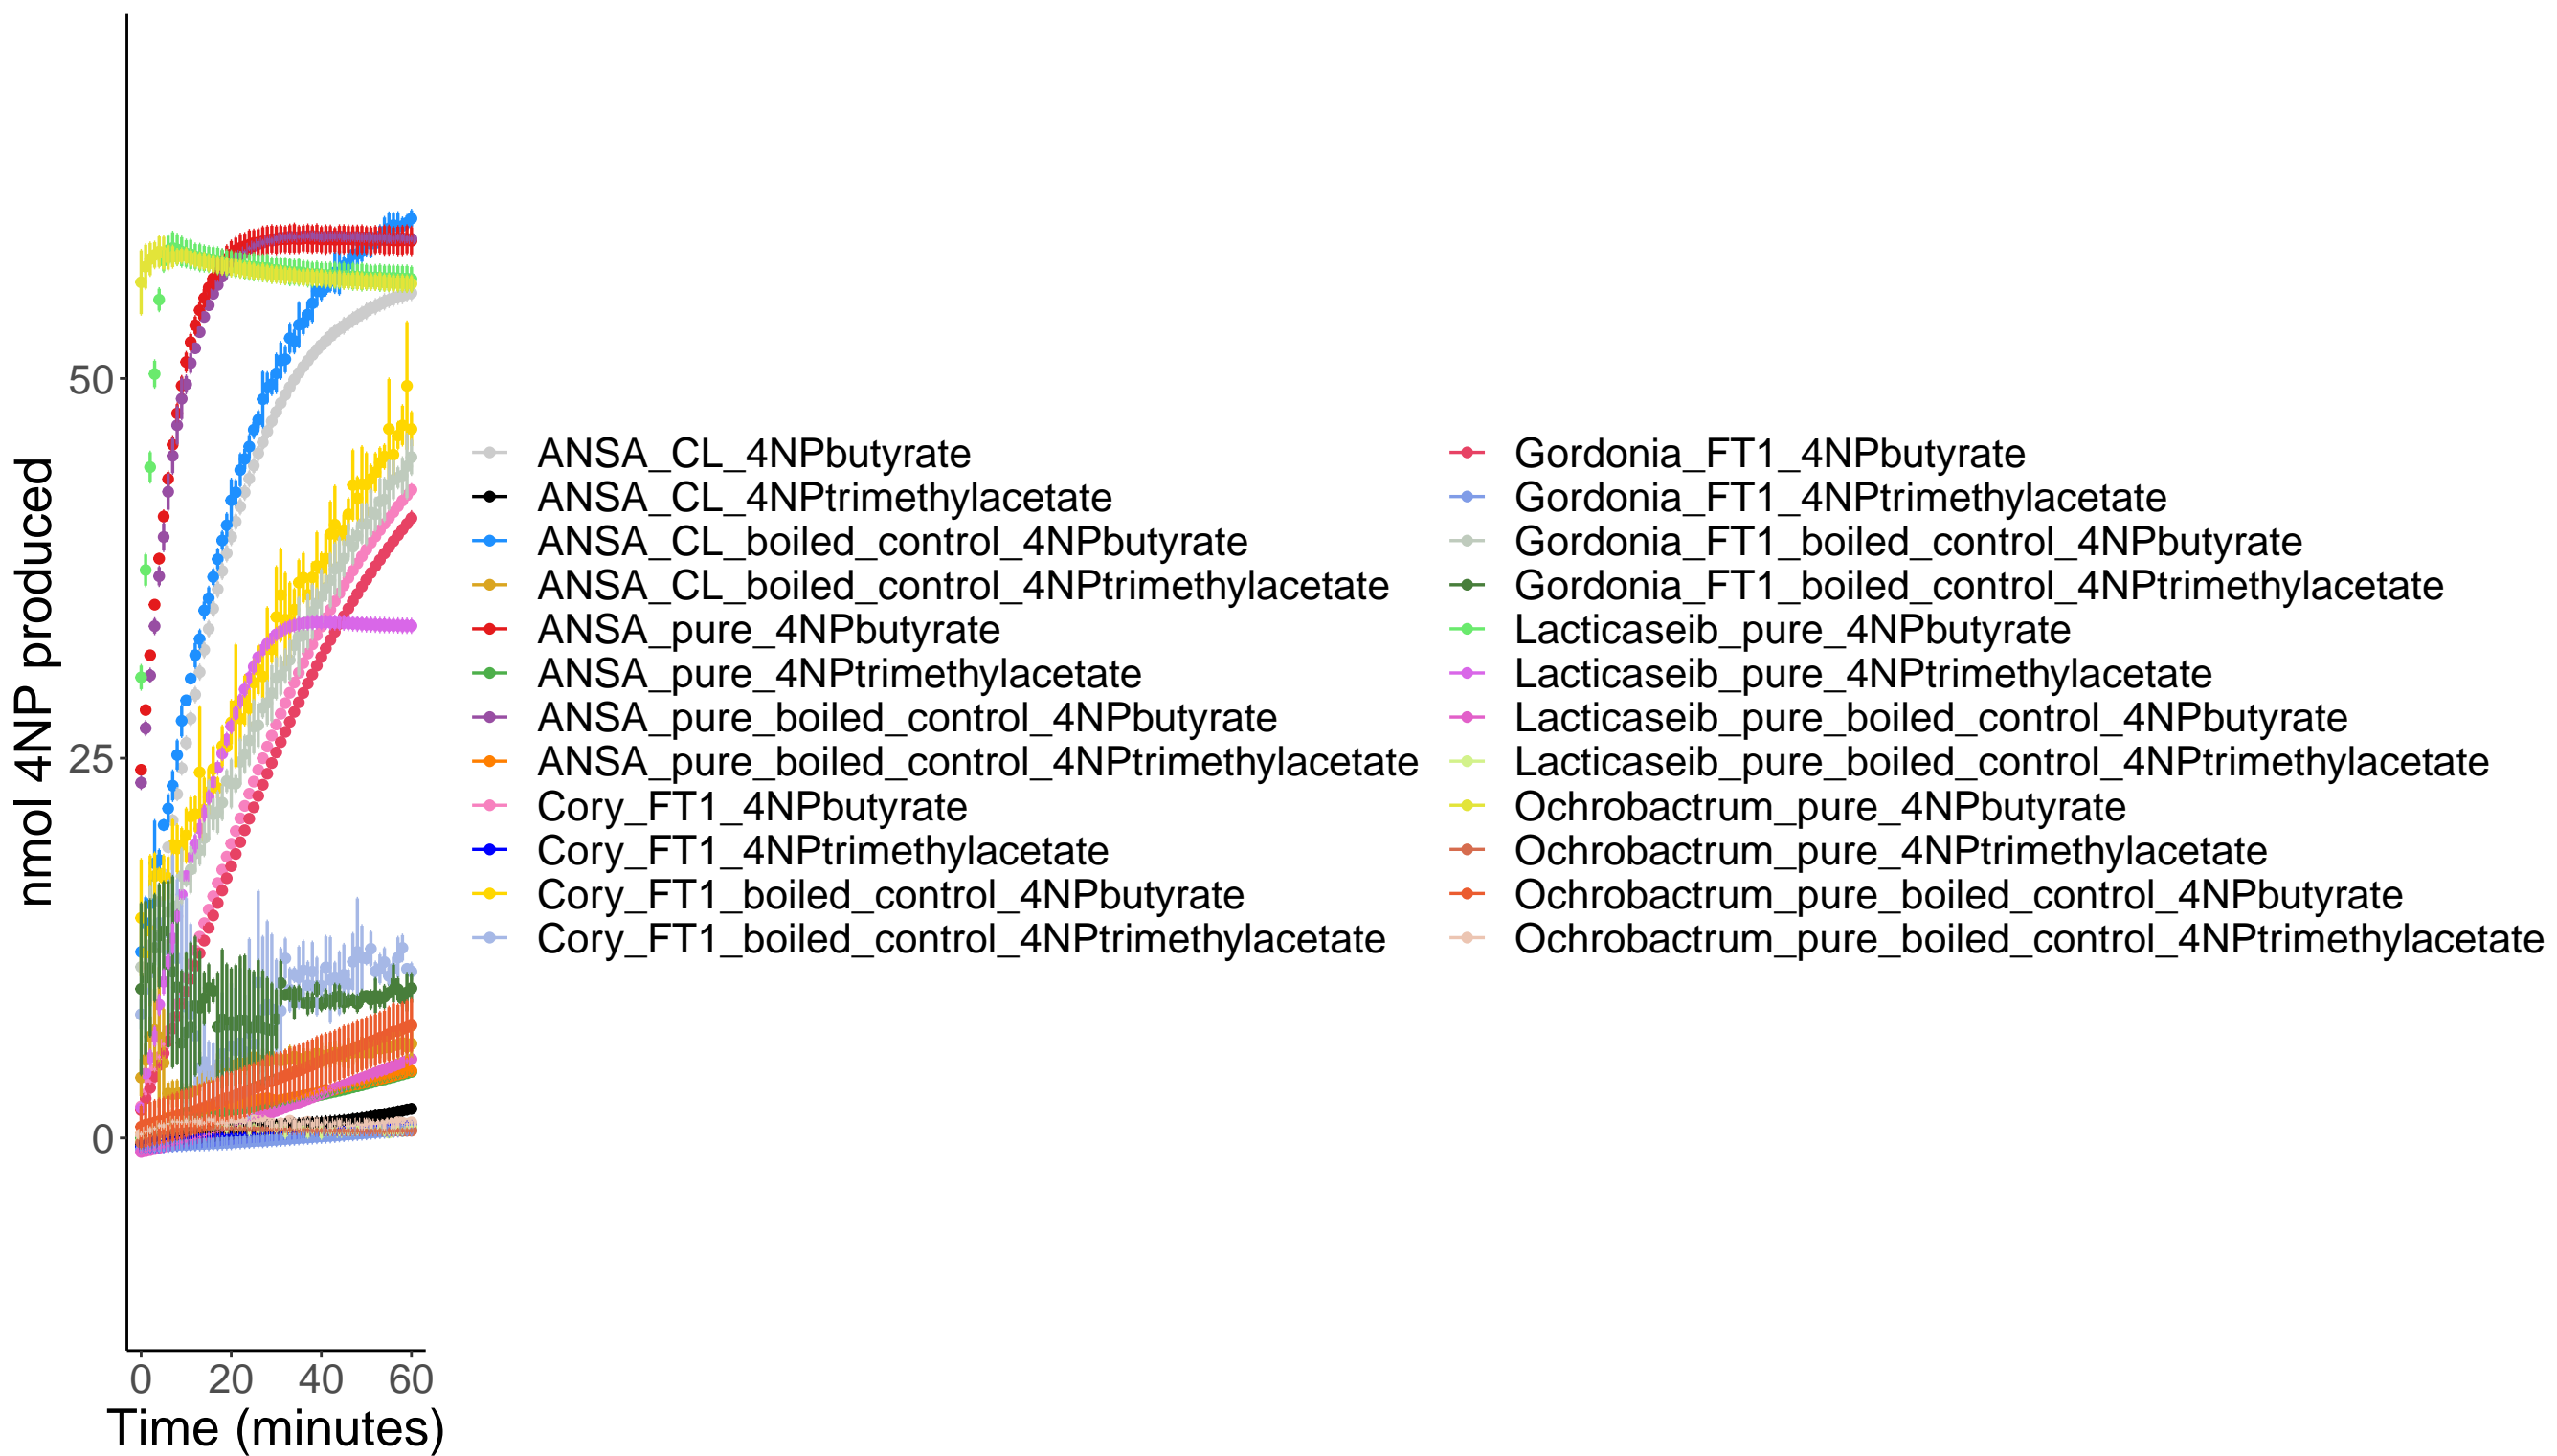 nmol 4NP produced
50
25
0
0 20 40 60
Time (minutes)
ANSA_CL_4NPbutyrate
ANSA_CL_4NPtrimethylacetate
ANSA_CL_boiled_control_4NPbutyrate
ANSA_CL_boiled_control_4NPtrimethylacetate
ANSA_pure_4NPbutyrate
ANSA_pure_4NPtrimethylacetate
ANSA_pure_boiled_control_4NPbutyrate
ANSA_pure_boiled_control_4NPtrimethylacetate
Cory_FT1_4NPbutyrate
Cory_FT1_4NPtrimethylacetate
Cory_FT1_boiled_control_4NPbutyrate
Cory_FT1_boiled_control_4NPtrimethylacetate
Gordonia_FT1_4NPbutyrate
Gordonia_FT1_4NPtrimethylacetate
Gordonia_FT1_boiled_control_4NPbutyrate
Gordonia_FT1_boiled_control_4NPtrimethylacetate
Lacticaseib_pure_4NPbutyrate
Lacticaseib_pure_4NPtrimethylacetate
Lacticaseib_pure_boiled_control_4NPbutyrate
Lacticaseib_pure_boiled_control_4NPtrimethylacetate
Ochrobactrum_pure_4NPbutyrate
Ochrobactrum_pure_4NPtrimethylacetate
Ochrobactrum_pure_boiled_control_4NPbutyrate
Ochrobactrum_pure_boiled_control_4NPtrimethylacetate